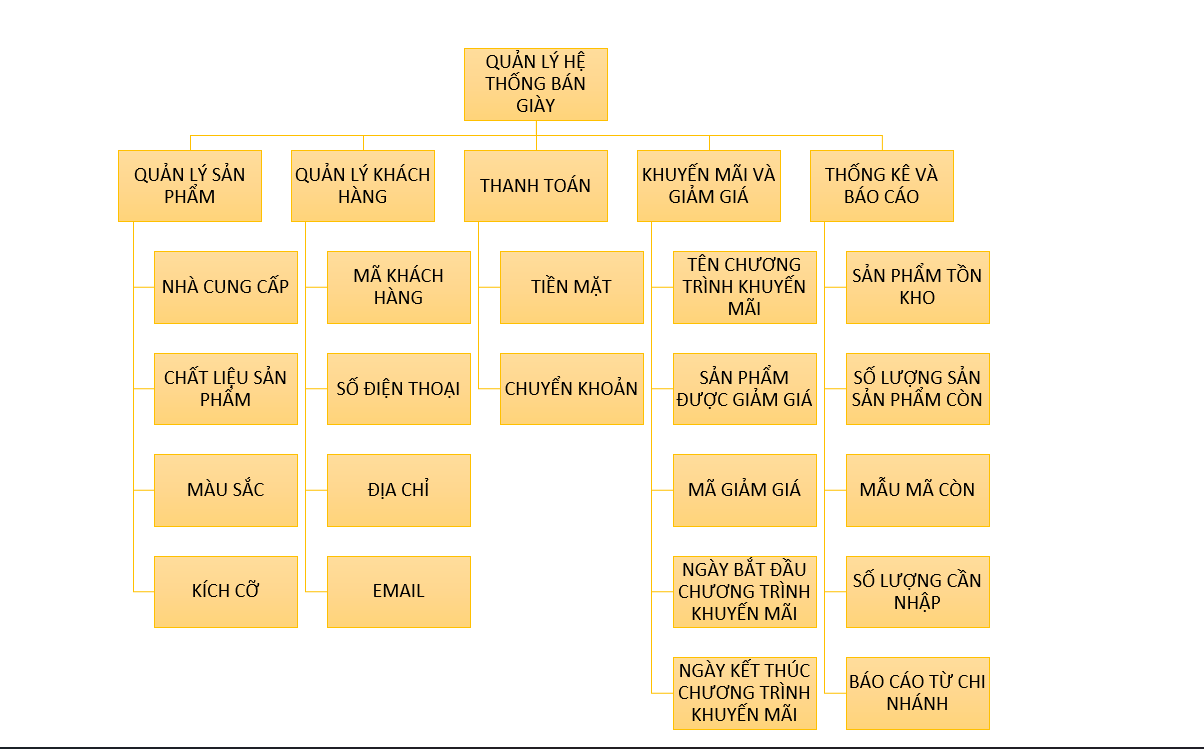 QUẢN LÝ HỆ
THỐNG BÁN
GIÀY
QUẢN LÝ SẢN
PHẨM
QUẢN LÝ KHÁCH
HÀNG
THANH TOÁN
KHUYẾN MÃI VÀ
GIẢM GIÁ
THỐNG KÊ VÀ
BÁO CÁO
NHÀ CUNG CẤP
CHẤT LIỆU SẢN
PHẨM
MÀU SẮC
KÍCH CỠ
MÃ KHÁCH
HÀNG
SỐ ĐIỆN THOẠI
ĐỊA CHỈ
EMAIL
TIỀN MẶT
CHUYỂN KHOẢN
TÊN CHƯƠNG
TRÌNH KHUYẾN
MÃI
SẢN PHẨM
ĐƯỢC GIẢM GIÁ
MÃ GIẢM GIÁ
NGÀY BẮT ĐẦU
CHƯƠNG TRÌNH
KHUYẾN MÃI
NGÀY KẾT THÚC
CHƯƠNG TRÌNH
KHUYẾN MÃI
SẢN PHẨM TỒN
KHO
SỐ LƯỢNG SẢN
SẢN PHẨM CÒN
MẪU MÃ CÒN
SỐ LƯỢNG CẦN
NHẬP
BÁO CÁO TỪ CHI
NHÁNH